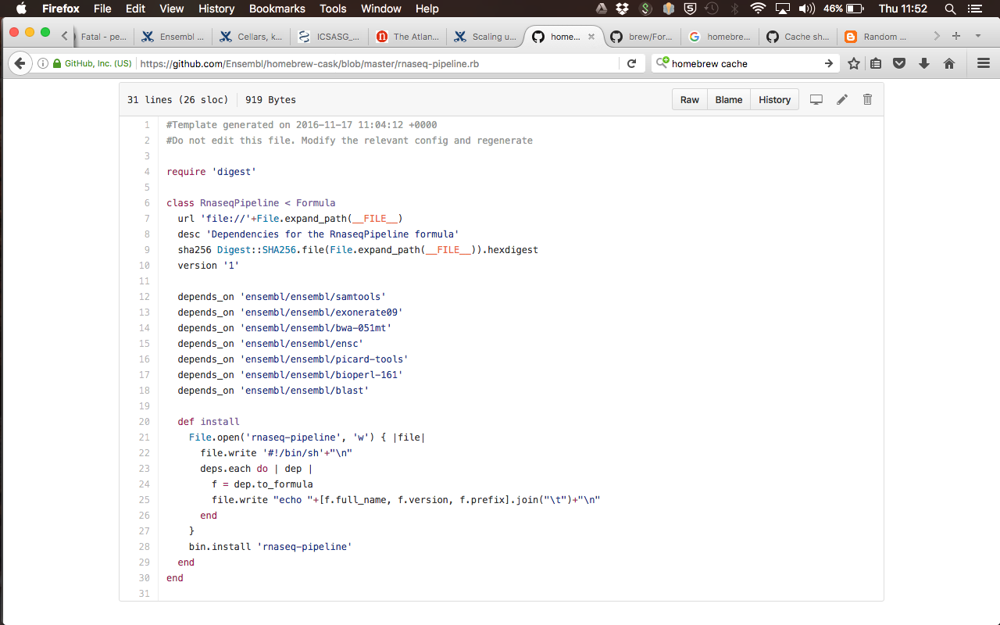 Firefox File Edit View History Bookmarks Tools Window Help 46% Thu 11:52
Fatal - pe... Ensembl ... Cellars, k... ICSASG_... The Atlan... Scaling u... home... brew/For... homebre... Cache sh... Random ...
GitHub, Inc. (US) https://github.com/Ensembl/homebrew-cask/blob/master/rnaseq-pipeline.rb homebrew cache
31 lines (26 sloc) 919 Bytes Raw Blame History
1 #Template generated on 2016-11-17 11:04:12 +0000
2 #Do not edit this file. Modify the relevant config and regenerate
3
4 require 'digest'
5
6 class RnaseqPipeline < Formula
7 url 'file://'+File.expand_path(__FILE__)
8 desc 'Dependencies for the RnaseqPipeline formula'
9 sha256 Digest::SHA256.file(File.expand_path(__FILE__)).hexdigest
10 version '1'
11
12 depends_on 'ensembl/ensembl/samtools'
13 depends_on 'ensembl/ensembl/exonerate09'
14 depends_on 'ensembl/ensembl/bwa-051mt'
15 depends_on 'ensembl/ensembl/ensc'
16 depends_on 'ensembl/ensembl/picard-tools'
17 depends_on 'ensembl/ensembl/bioperl-161'
18 depends_on 'ensembl/ensembl/blast'
19
20 def install
21 File.open('rnaseq-pipeline', 'w') { |file|
22 file.write '#!/bin/sh'+"\n"
23 deps.each do | dep |
24 f = dep.to_formula
25 file.write "echo "+[f.full_name, f.version, f.prefix].join("\t")+"\n"
26 end
27 }
28 bin.install 'rnaseq-pipeline'
29 end
30 end
31